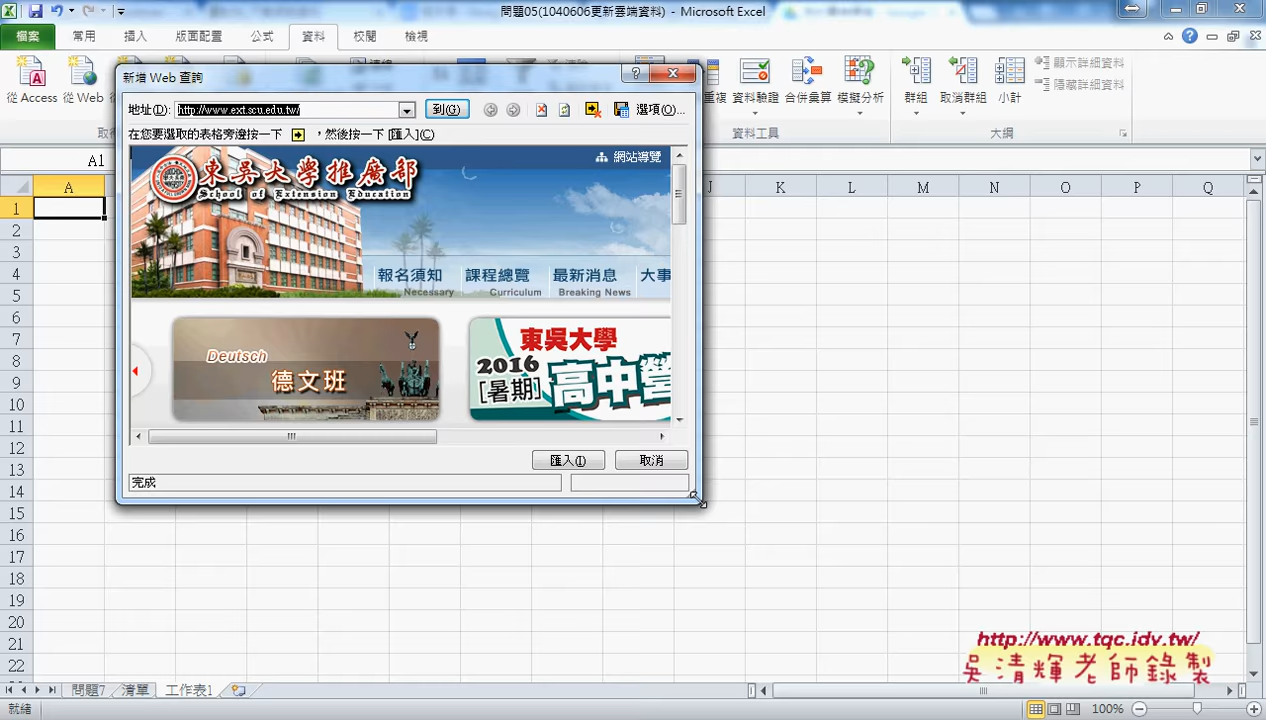 問題05(1040606更新雲端資料) - Microsoft Excel
檔案 常用 插入 版面配置 公式 資料 校閱 檢視
從 Access 從 Web
重複 資料驗證 合併彙算 模擬分析 群組 取消群組 小計 顯示詳細資料
隱藏詳細資料
資料工具 大綱
新增 Web 查詢
地址(D): http://www.ext.scu.edu.tw/ 到(G) 選項(O)...
在您要選取的表格旁邊按一下 ，然後按一下 [匯入](C)
東吳大學推廣部
School of Extension Education
網站導覽
報名須知 課程總覽 最新消息 大事
Necessary Curriculum Breaking News
Deutsch
德文班
東吳大學
2016
[暑期]
高中營
匯入(I) 取消
完成
A1
A J K L M N O P Q
1
2
3
4
5
6
7
8
9
10
11
12
13
14
15
16
17
18
19
20
21
22
http://www.tqc.idv.tw/
吳清輝老師錄製
問題7 清單 工作表1
就緒 100%